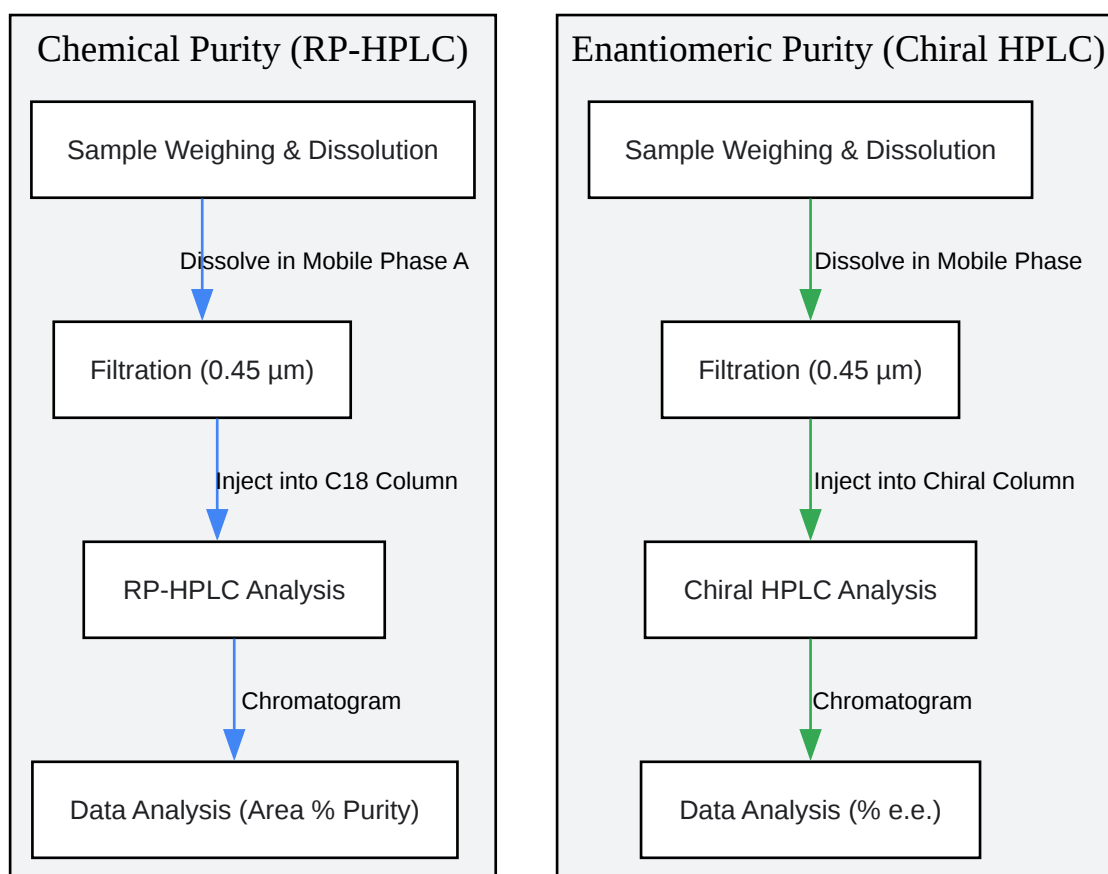 Chemical Purity (RP-HPLC)
Sample Weighing & Dissolution
Dissolve in Mobile Phase A
Filtration (0.45 µm)
Inject into C18 Column
RP-HPLC Analysis
Chromatogram
Data Analysis (Area % Purity)
Enantiomeric Purity (Chiral HPLC)
Sample Weighing & Dissolution
Dissolve in Mobile Phase
Filtration (0.45 µm)
Inject into Chiral Column
Chiral HPLC Analysis
Chromatogram
Data Analysis (% e.e.)